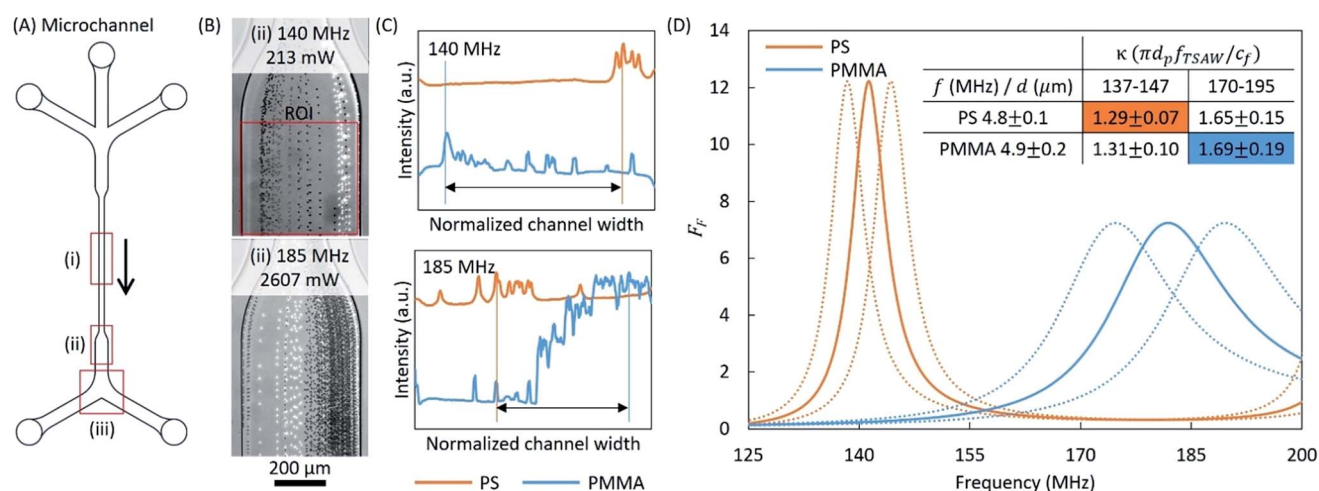 (A) Microchannel
(i)
(ii)
(iii)
(B)
(ii) 140 MHz
213 mW
ROI
(ii) 185 MHz
2607 mW
200 µm
(C)
Intensity (a.u.)
140 MHz
Normalized channel width
Intensity (a.u.)
185 MHz
Normalized channel width
PS
PMMA
(D)
14
12
10
8
6
4
2
0
F_F
PS
PMMA
κ (πd_p f_TSAW/c_f)
f (MHz) / d (µm) 137-147 170-195
PS 4.8±0.1 1.29±0.07 1.65±0.15
PMMA 4.9±0.2 1.31±0.10 1.69±0.19
125 140 155 170 185 200
Frequency (MHz)